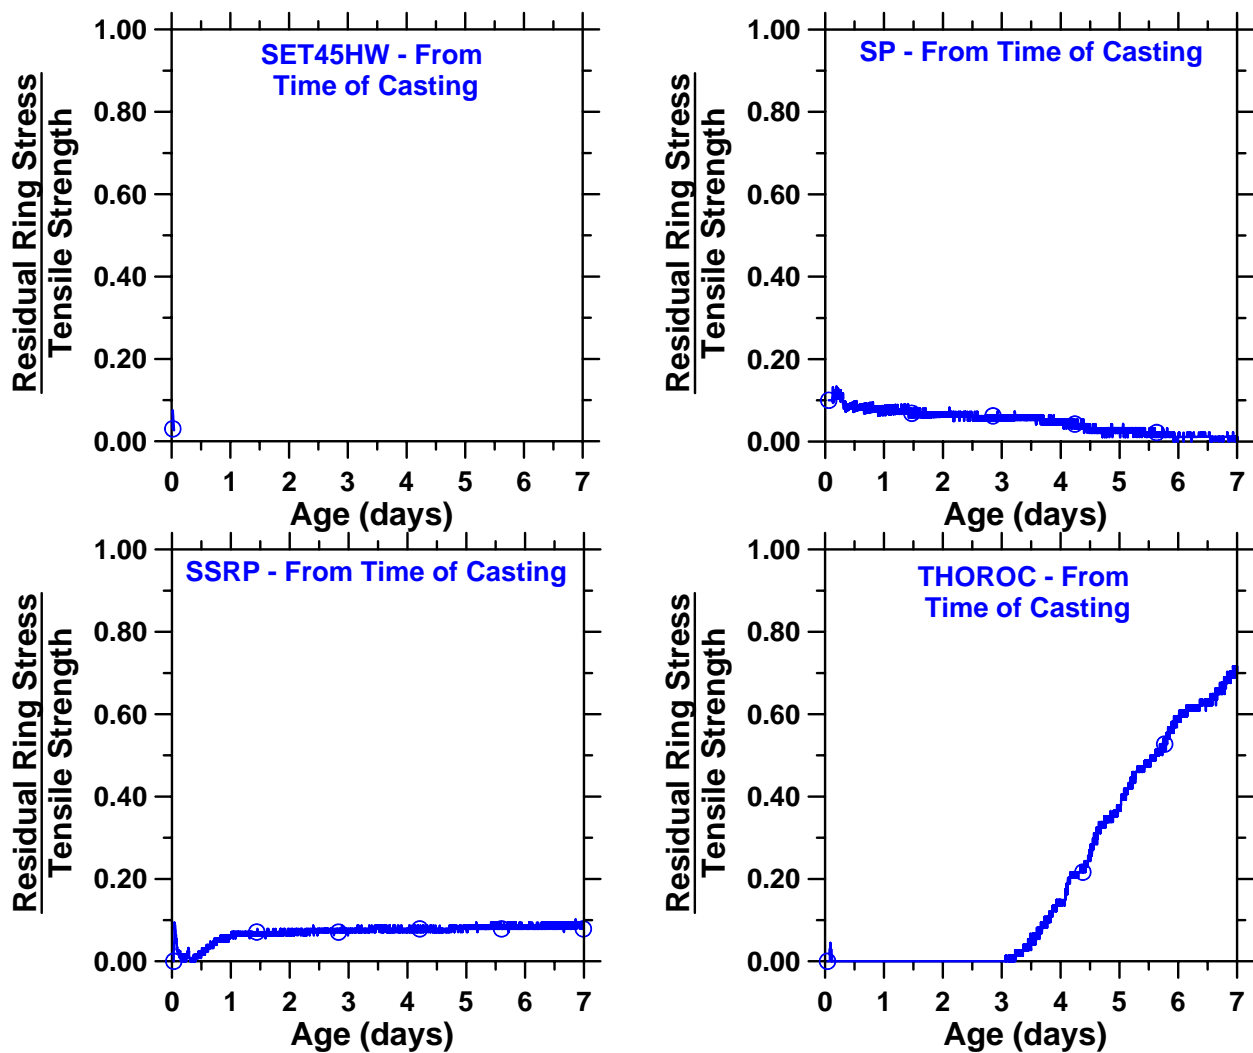 1.00
0.80
0.60
0.40
0.20
0.00
Residual Ring Stress
Tensile Strength
SET45HW - From
Time of Casting
0 1 2 3 4 5 6 7
Age (days)
1.00
0.80
0.60
0.40
0.20
0.00
Residual Ring Stress
Tensile Strength
SP - From Time of Casting
0 1 2 3 4 5 6 7
Age (days)
1.00
0.80
0.60
0.40
0.20
0.00
Residual Ring Stress
Tensile Strength
SSRP - From Time of Casting
0 1 2 3 4 5 6 7
Age (days)
1.00
0.80
0.60
0.40
0.20
0.00
Residual Ring Stress
Tensile Strength
THOROC - From
Time of Casting
0 1 2 3 4 5 6 7
Age (days)